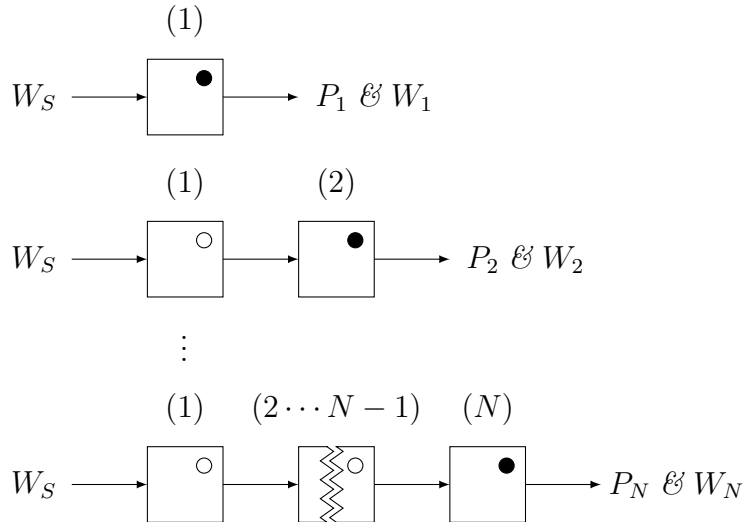 (1)
W_S P_1 & W_1
(1) (2)
W_S P_2 & W_2
⋮
(1) (2 ⋯ N − 1) (N)
W_S P_N & W_N